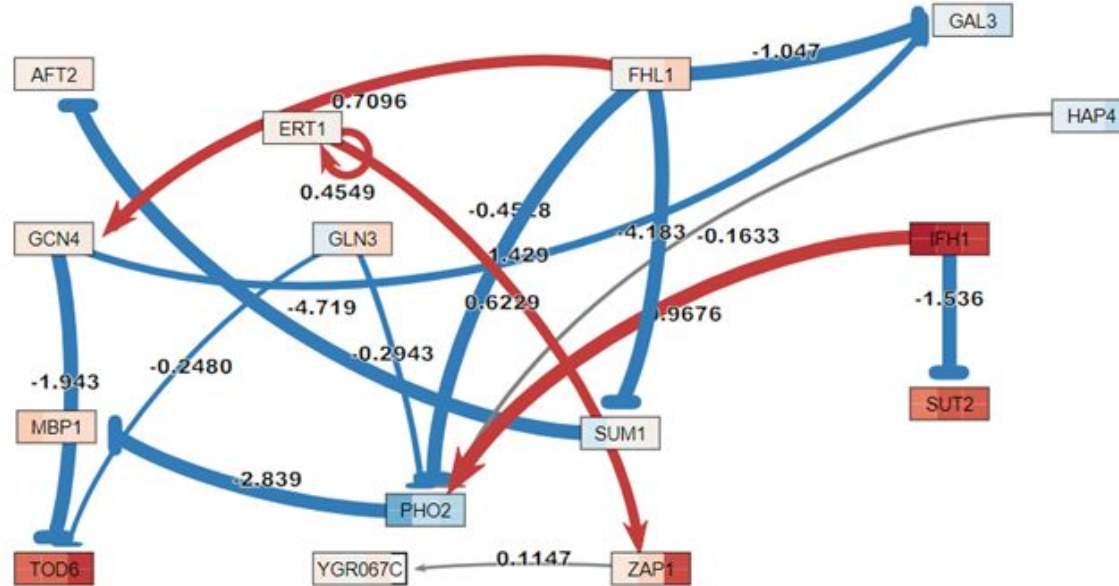 GAL3
-1.047
AFT2
FHL1
0.7096
HAP4
ERT1
0.4549
-4.183
-0.1633
GCN4
GLN3
IFH1
1.429
-4.719
0.6229
0.9676
-1.536
-0.2943
-0.2480
-1.943
SUT2
MBP1
SUM1
-2.839
PHO2
0.1147
TOD6
YGR067C
ZAP1